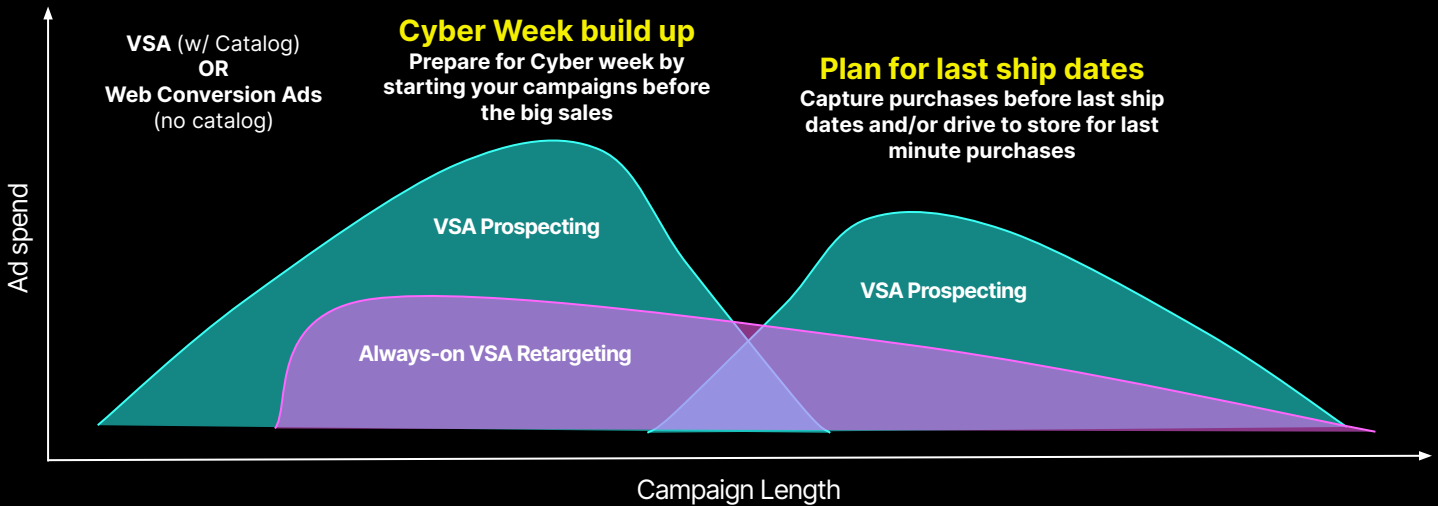 VSA (w/ Catalog)
OR
Web Conversion Ads
(no catalog)
Cyber Week build up
Prepare for Cyber week by
starting your campaigns before
the big sales
Plan for last ship dates
Capture purchases before last ship
dates and/or drive to store for last
minute purchases
Ad spend
VSA Prospecting
VSA Prospecting
Always-on VSA Retargeting
Campaign Length